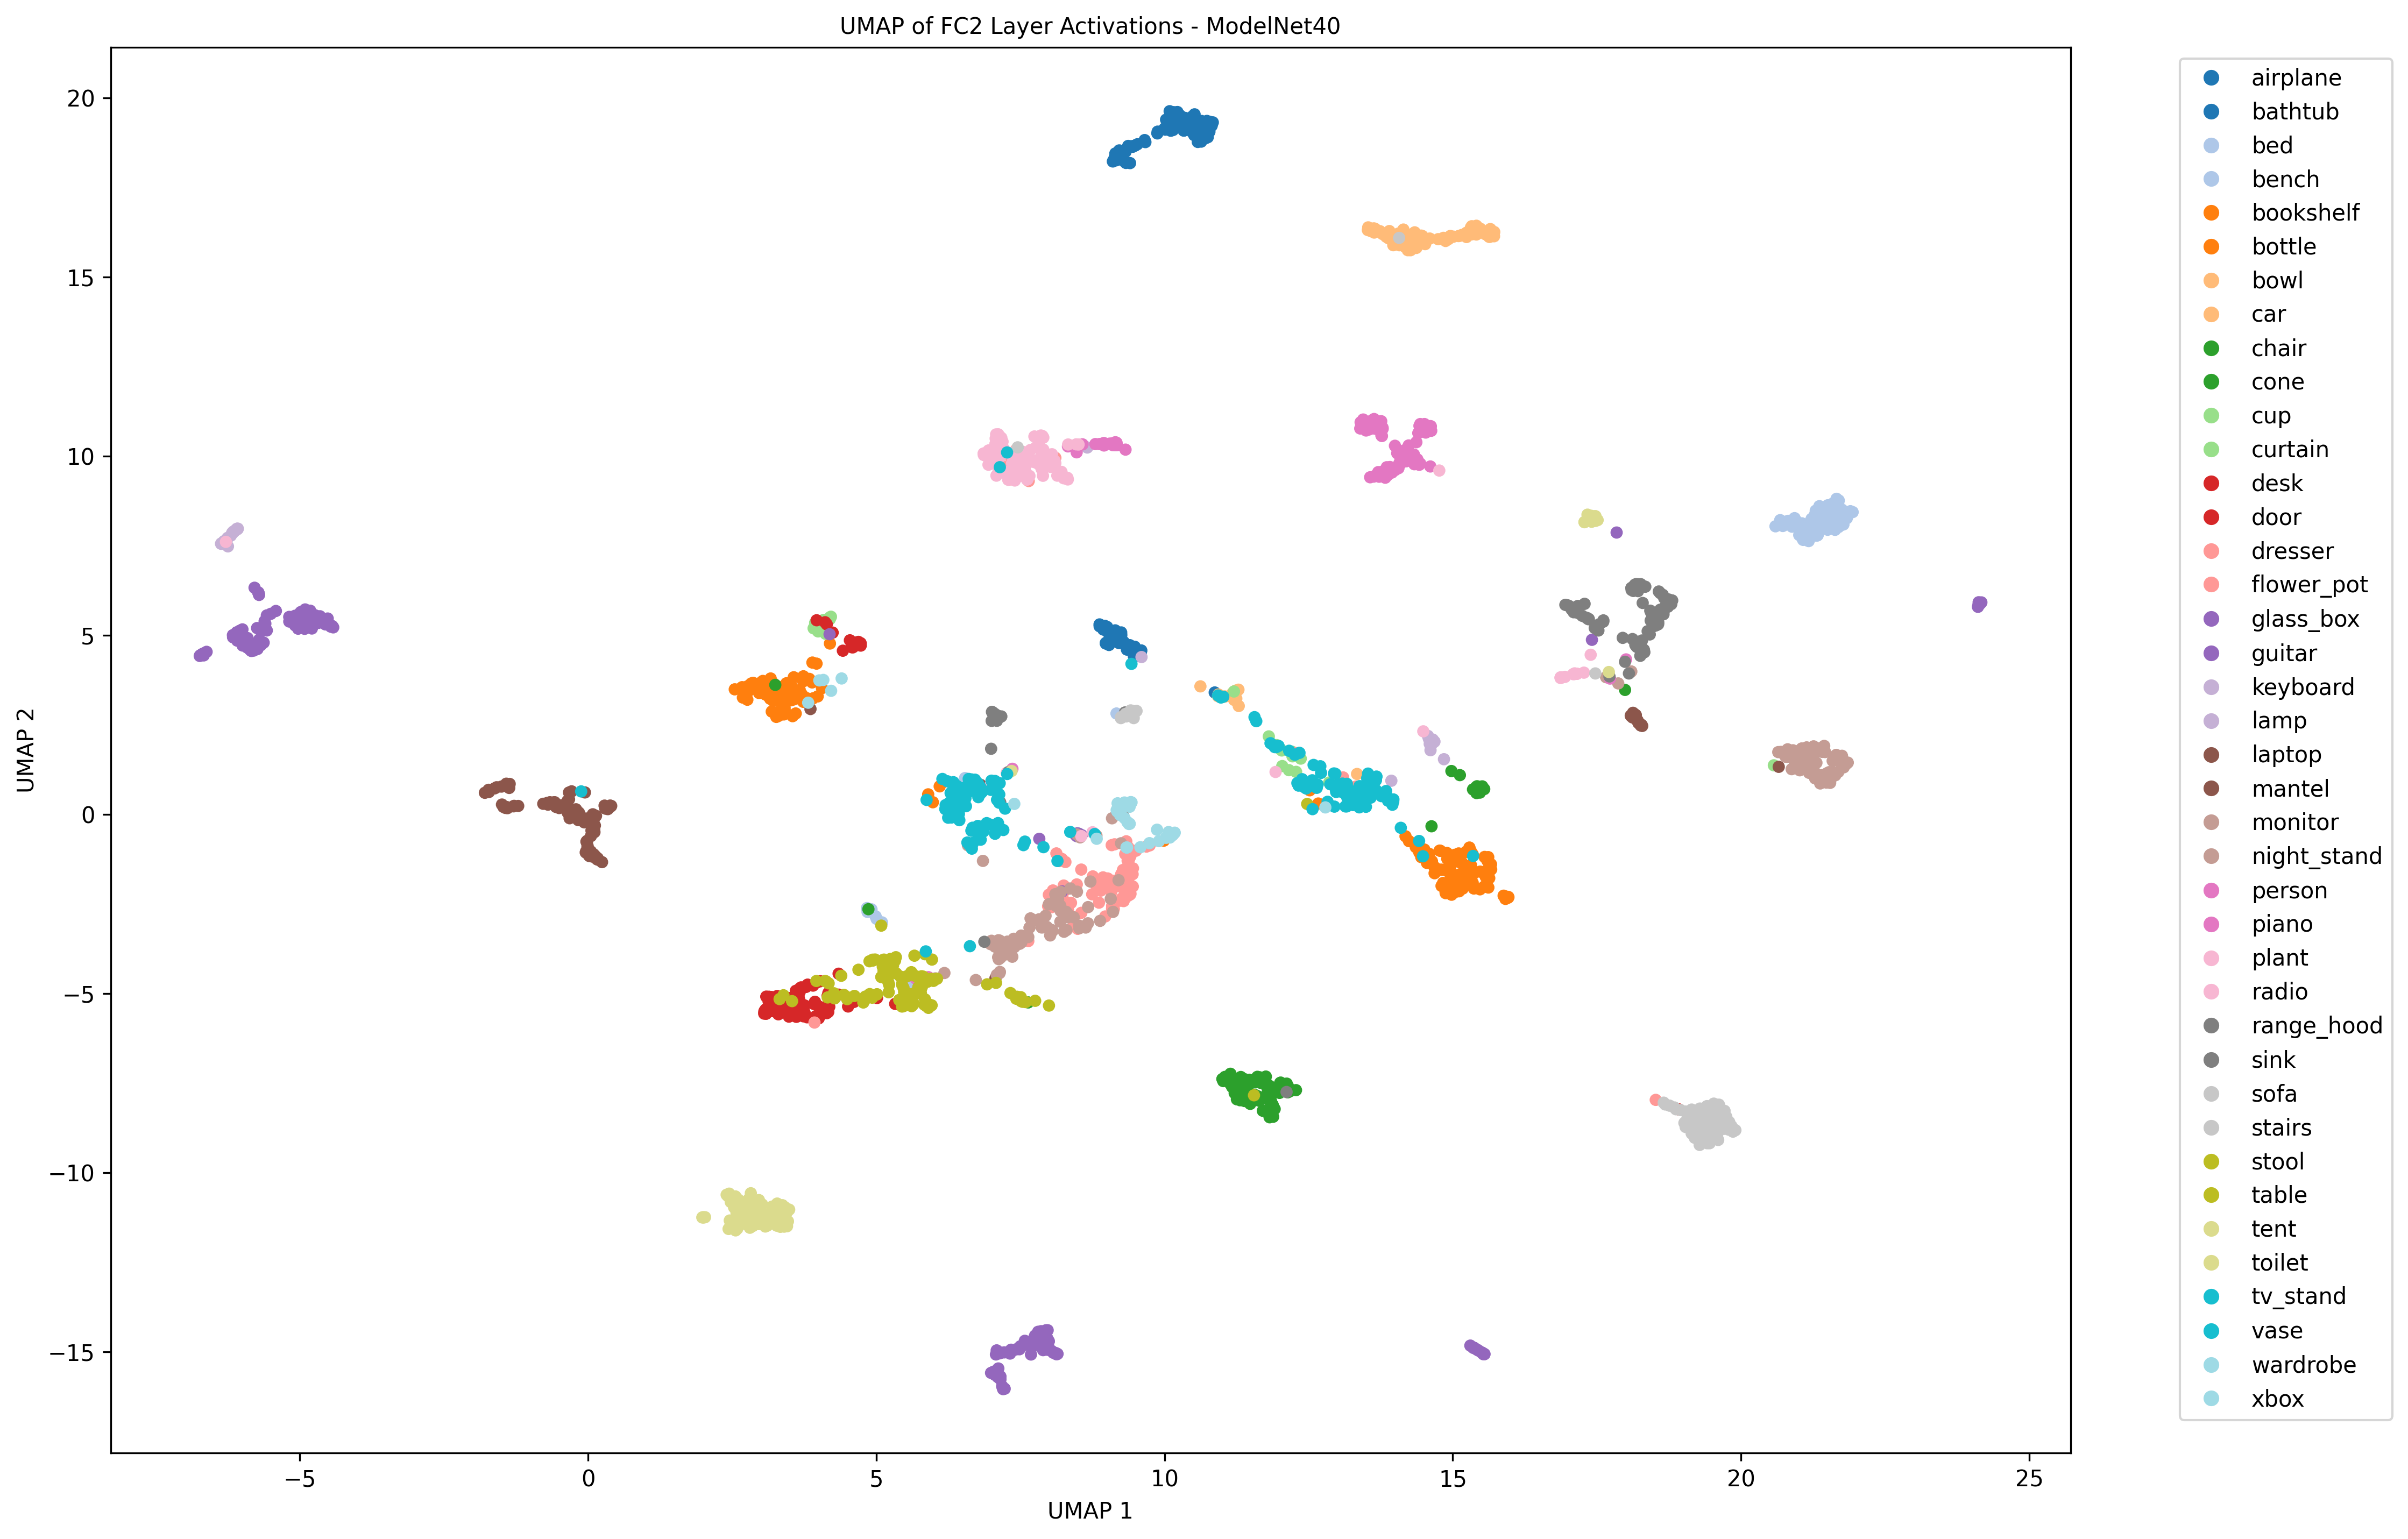 UMAP of FC2 Layer Activations - ModelNet40
20
15
10
5
0
−5
−10
−15
UMAP 2
−5
0
5
10
15
20
25
UMAP 1
airplane
bathtub
bed
bench
bookshelf
bottle
bowl
car
chair
cone
cup
curtain
desk
door
dresser
flower_pot
glass_box
guitar
keyboard
lamp
laptop
mantel
monitor
night_stand
person
piano
plant
radio
range_hood
sink
sofa
stairs
stool
table
tent
toilet
tv_stand
vase
wardrobe
xbox